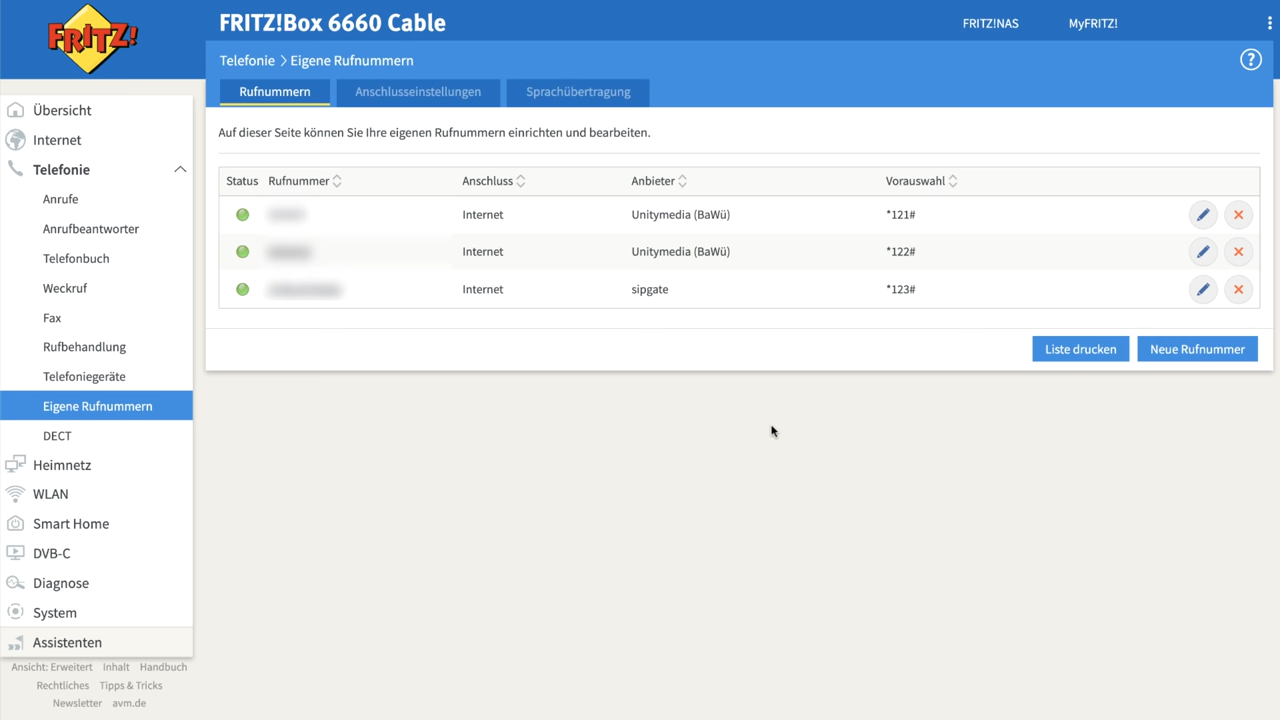 FRITZ!
FRITZ!Box 6660 Cable
FRITZ!NAS
MyFRITZ!
Telefonie > Eigene Rufnummern
?
Rufnummern
Anschlusseinstellungen
Sprachübertragung
Auf dieser Seite können Sie Ihre eigenen Rufnummern einrichten und bearbeiten.
Status Rufnummer Anschluss Anbieter Vorauswahl
Internet Unitymedia (BaWü) *121#
Internet Unitymedia (BaWü) *122#
Internet sipgate *123#
Liste drucken
Neue Rufnummer
Übersicht
Internet
Telefonie
Anrufe
Anrufbeantworter
Telefonbuch
Weckruf
Fax
Rufbehandlung
Telefoniegeräte
Eigene Rufnummern
DECT
Heimnetz
WLAN
Smart Home
DVB-C
Diagnose
System
Assistenten
Ansicht: Erweitert Inhalt Handbuch
Rechtliches Tipps & Tricks
Newsletter avm.de